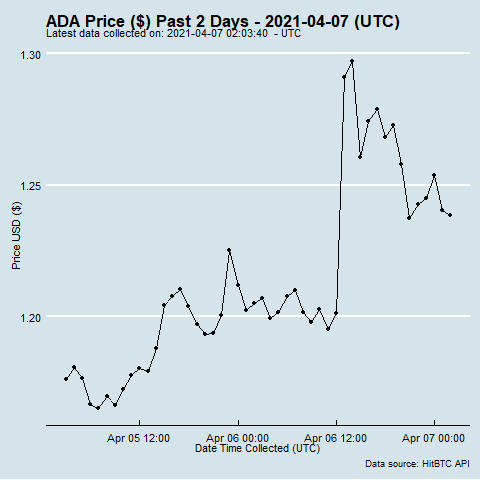 ADA Price ($) Past 2 Days - 2021-04-07 (UTC)
Latest data collected on: 2021-04-07 02:03:40  - UTC
1.30
1.25
1.20
Price USD ($)
Apr 05 12:00
Apr 06 00:00
Apr 06 12:00
Apr 07 00:00
Date Time Collected (UTC)
Data source: HitBTC API